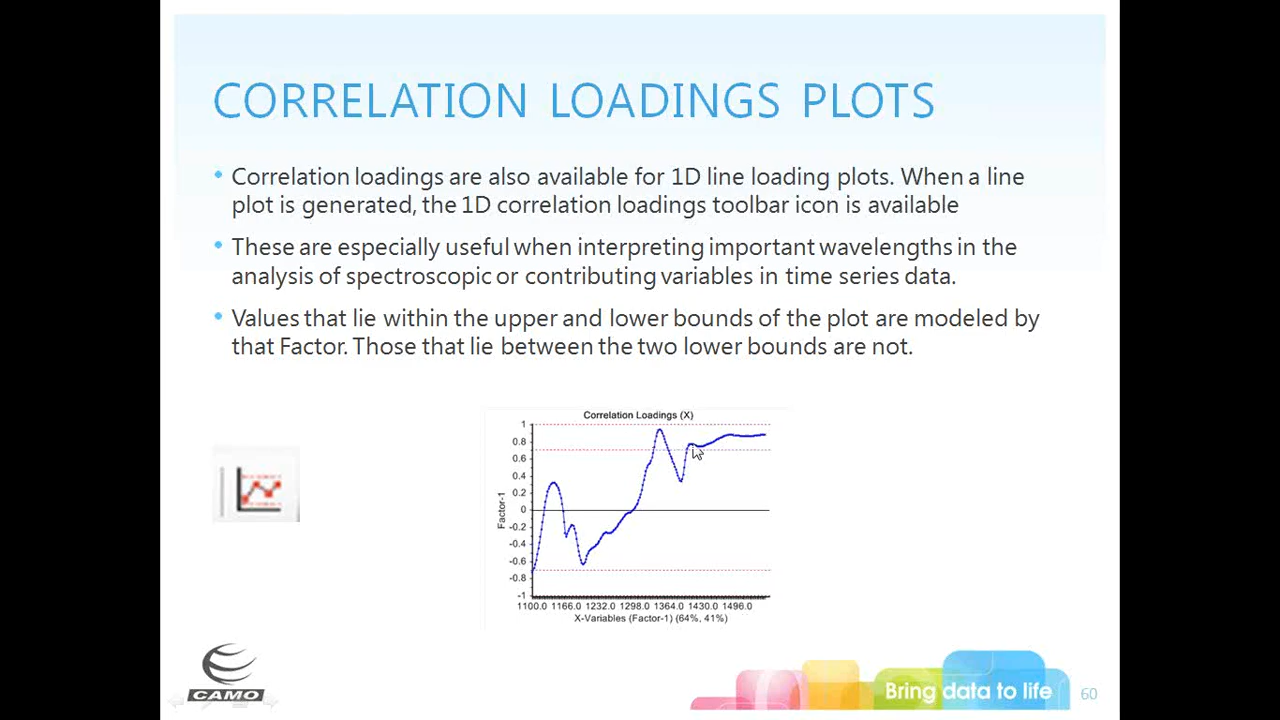 CORRELATION LOADINGS PLOTS
• Correlation loadings are also available for 1D line loading plots. When a line
plot is generated, the 1D correlation loadings toolbar icon is available
• These are especially useful when interpreting important wavelengths in the
analysis of spectroscopic or contributing variables in time series data.
• Values that lie within the upper and lower bounds of the plot are modeled by
that Factor. Those that lie between the two lower bounds are not.
Correlation Loadings (X)
1
0.8
0.6
0.4
0.2
0
-0.2
-0.4
-0.6
-0.8
-1
Factor-1
1100.0 1166.0 1232.0 1298.0 1364.0 1430.0 1496.0
X-Variables (Factor-1) (64%, 41%)
CAMO
Bring data to life
60